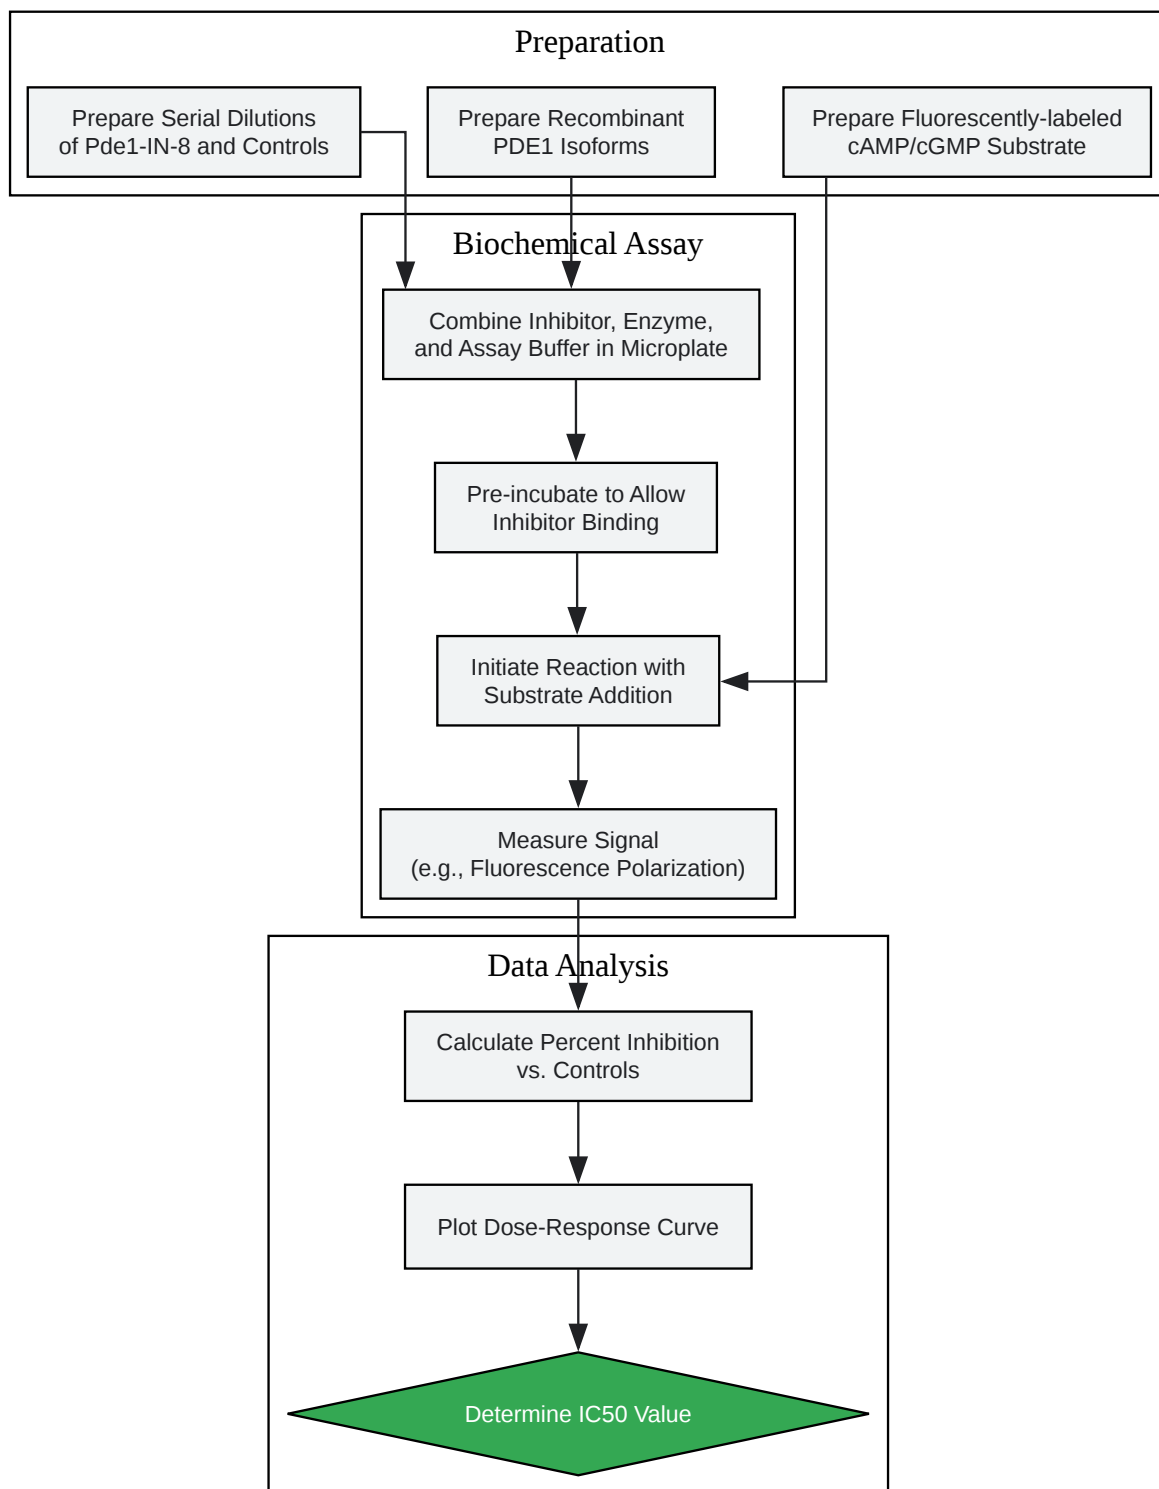 Preparation
Prepare Serial Dilutions
of Pde1-IN-8 and Controls
Prepare Recombinant
PDE1 Isoforms
Prepare Fluorescently-labeled
cAMP/cGMP Substrate
Biochemical Assay
Combine Inhibitor, Enzyme,
and Assay Buffer in Microplate
Pre-incubate to Allow
Inhibitor Binding
Initiate Reaction with
Substrate Addition
Measure Signal
(e.g., Fluorescence Polarization)
Data Analysis
Calculate Percent Inhibition
vs. Controls
Plot Dose-Response Curve
Determine IC50 Value